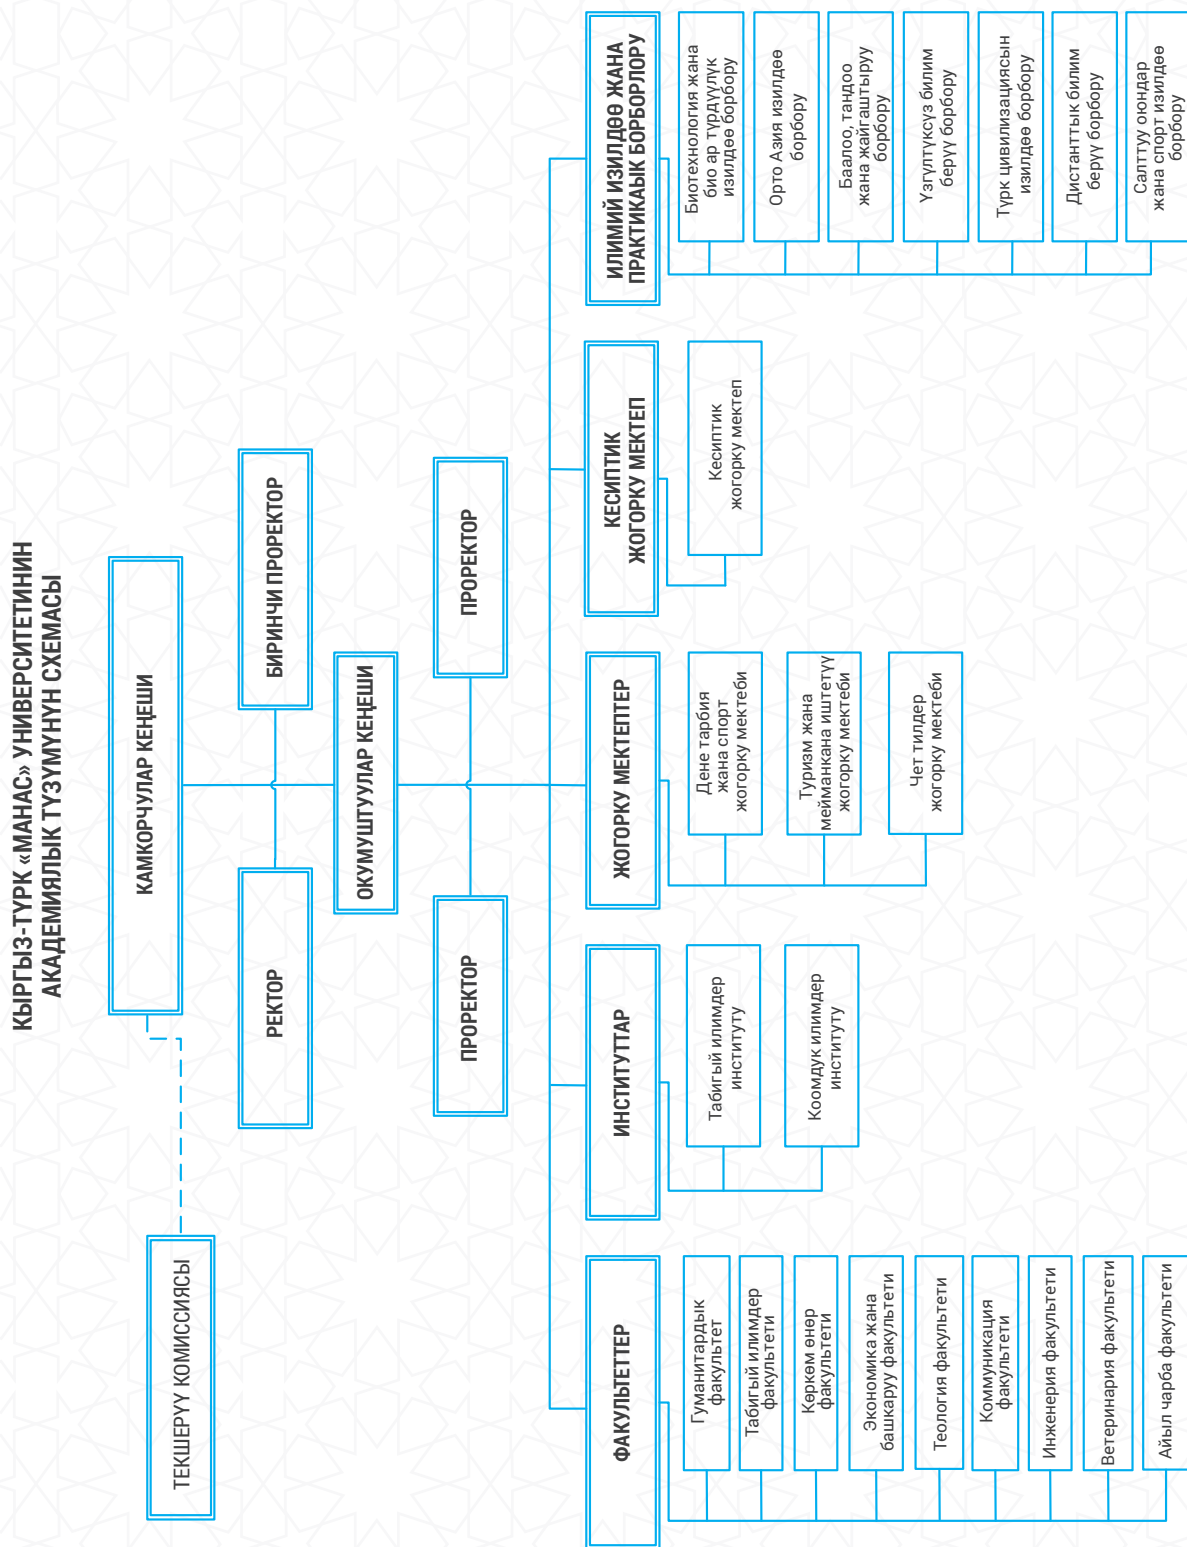 КЫРГЫЗ-ТҮРК «МАНАС» УНИВЕРСИТЕТИНИН
АКАДЕМИЯЛЫК ТҮЗҮМҮНҮН СХЕМАСЫ
КАМКОРЧУЛАР КЕҢЕШИ
ТЕКШЕРҮҮ КОМИССИЯСЫ
РЕКТОР
БИРИНЧИ ПРОРЕКТОР
ОКУМУШТУУЛАР КЕҢЕШИ
ПРОРЕКТОР
ПРОРЕКТОР
ФАКУЛЬТЕТТЕР
Гуманитардык
факультет
Табигый илимдер
факультети
Көркөм өнөр
факультети
Экономика жана
башкаруу факультети
Теология факультети
Коммуникация
факультети
Инженерия факультети
Ветеринария факультети
Айыл чарба факультети
ИНСТИТУТТАР
Табигый илимдер
институту
Коомдук илимдер
институту
ЖОГОРКУ МЕКТЕПТЕР
Дене тарбия
жана спорт
жогорку мектеби
Туризм жана
мейманкана иштетүү
жогорку мектеби
Чет тилдер
жогорку мектеби
КЕСИПТИК
ЖОГОРКУ МЕКТЕП
Кесиптик
жогорку мектеп
ИЛИМИЙ ИЗИЛДӨӨ ЖАНА
ПРАКТИКАЫК БОРБОРЛОРУ
Биотехнология жана
био ар түрдүүлүк
изилдөө борбору
Орто Азия изилдөө
борбору
Баалоо, тандоо
жана жайгаштыруу
борбору
Үзгүлтүксүз билим
берүү борбору
Түрк цивилизациясын
изилдөө борбору
Дистанттык билим
берүү борбору
Салттуу оюндар
жана спорт изилдөө
борбору